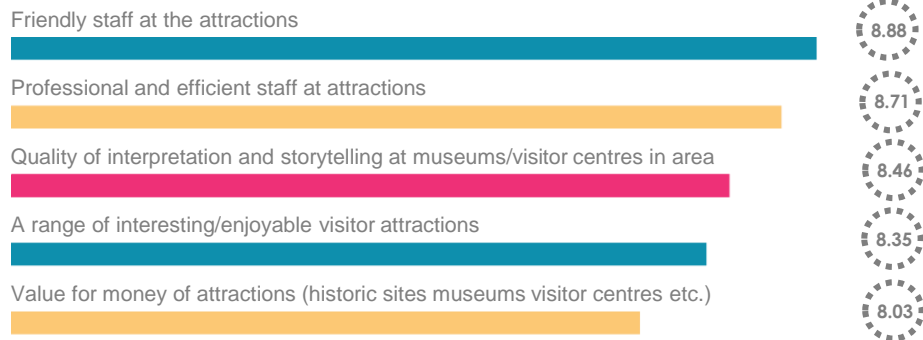 Friendly staff at the attractions
8.88
Professional and efficient staff at attractions
8.71
Quality of interpretation and storytelling at museums/visitor centres in area
8.46
A range of interesting/enjoyable visitor attractions
8.35
Value for money of attractions (historic sites museums visitor centres etc.)
8.03